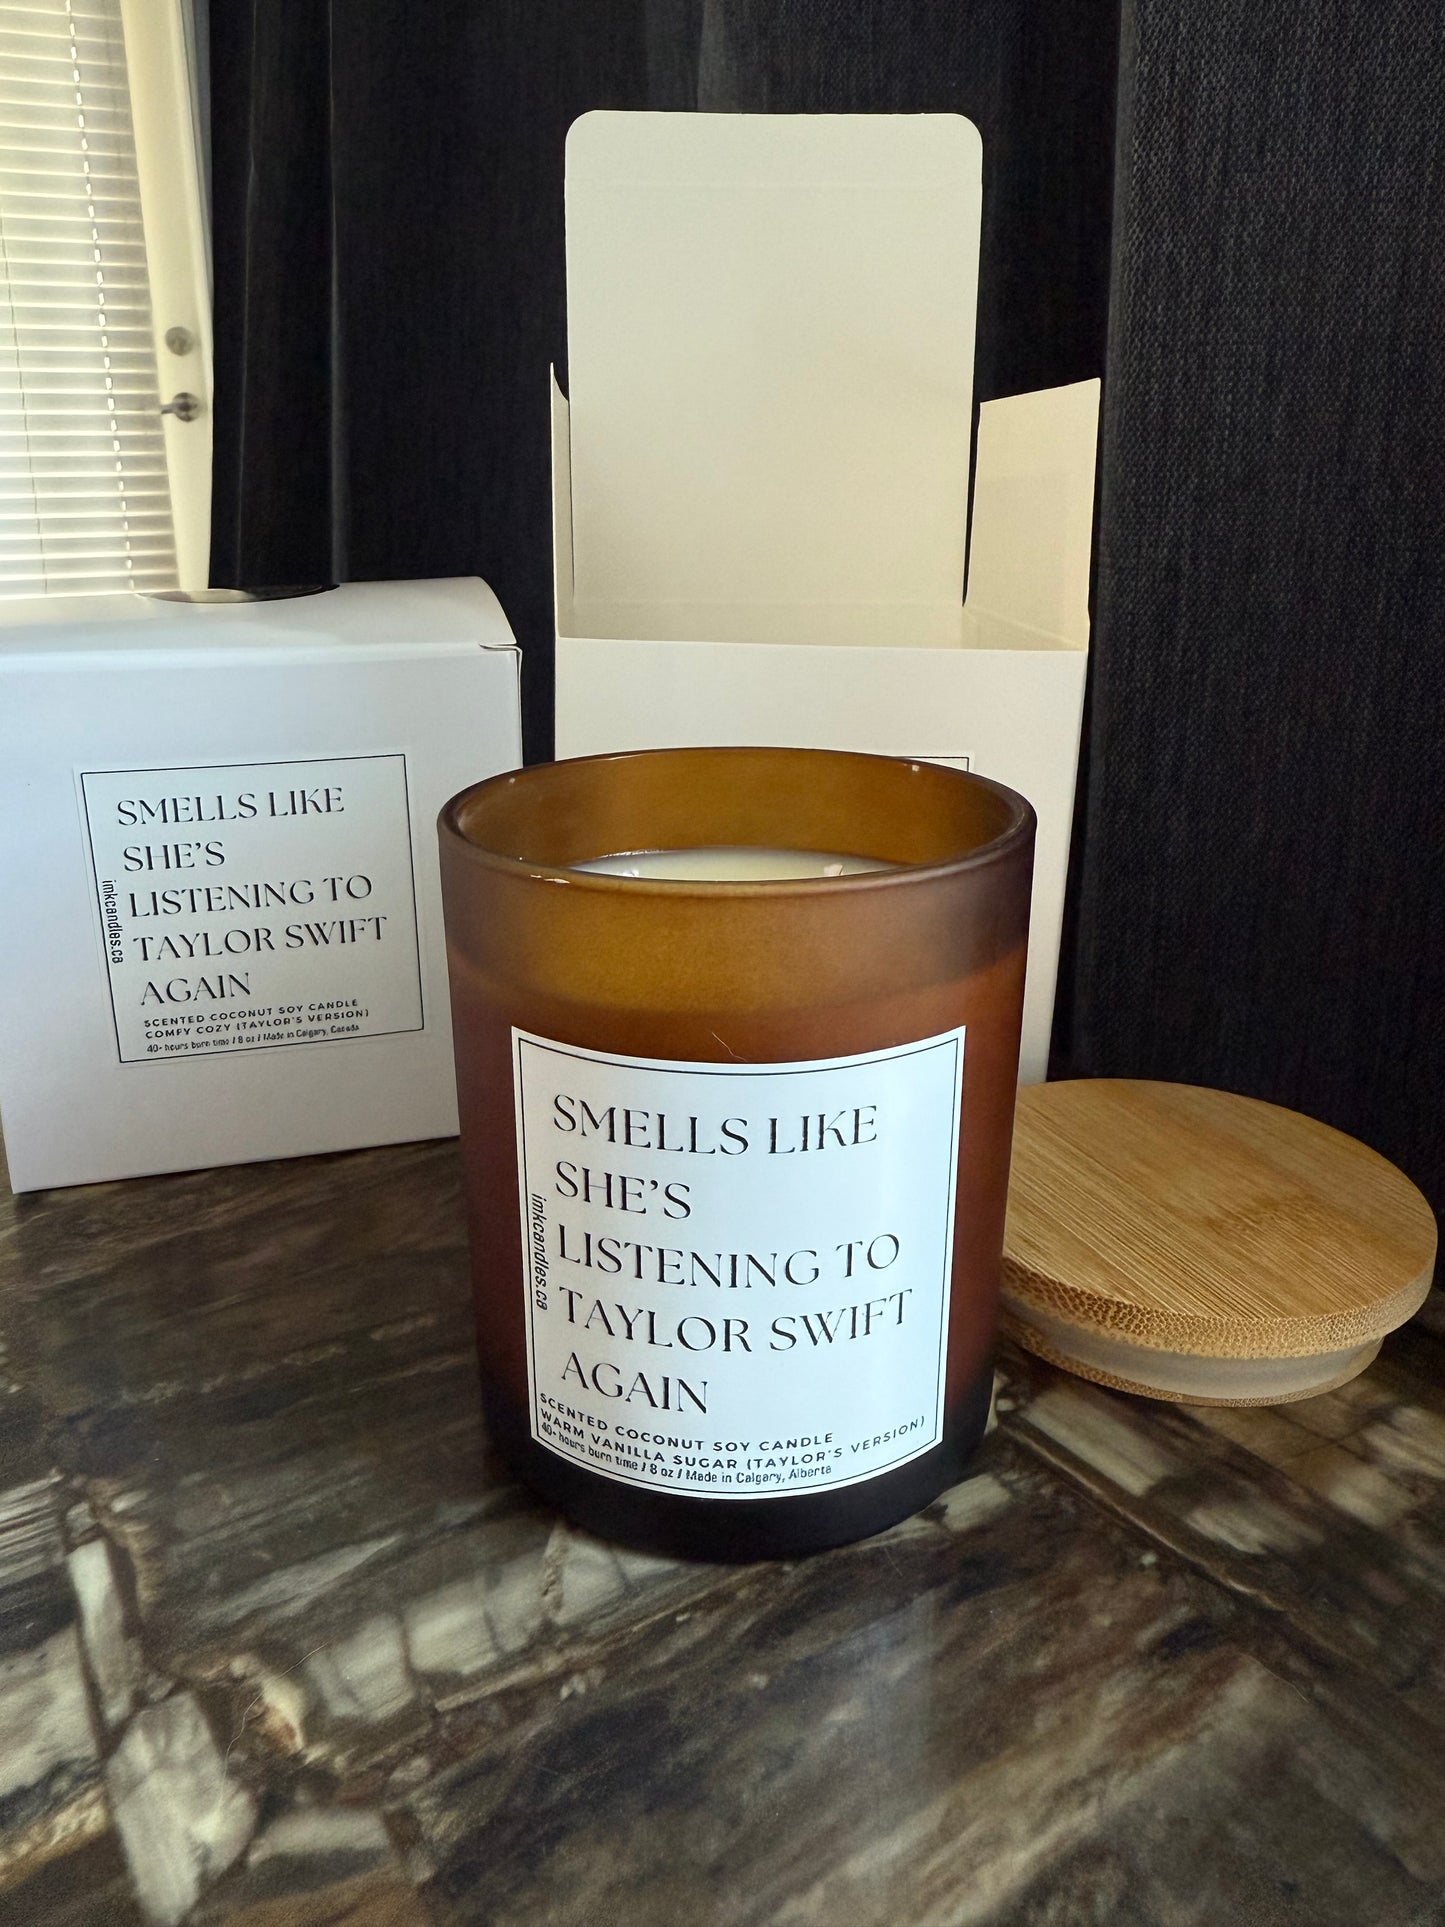 SMELLS LIKE
SHE'S
LISTENING TO
TAYLOR SWIFT
AGAIN
imkcandles.ca
SCENTED COCONUT SOY CANDLE
COMFY COZY (TAYLOR'S VERSION)
40+ hours burn time / 8 oz / Made in Calgary, Canada
SMELLS LIKE
SHE'S
LISTENING TO
TAYLOR SWIFT
AGAIN
imkcandles.ca
SCENTED COCONUT SOY CANDLE
WARM VANILLA SUGAR (TAYLOR'S VERSION)
40+ hours burn time / 8 oz / Made in Calgary, Alberta